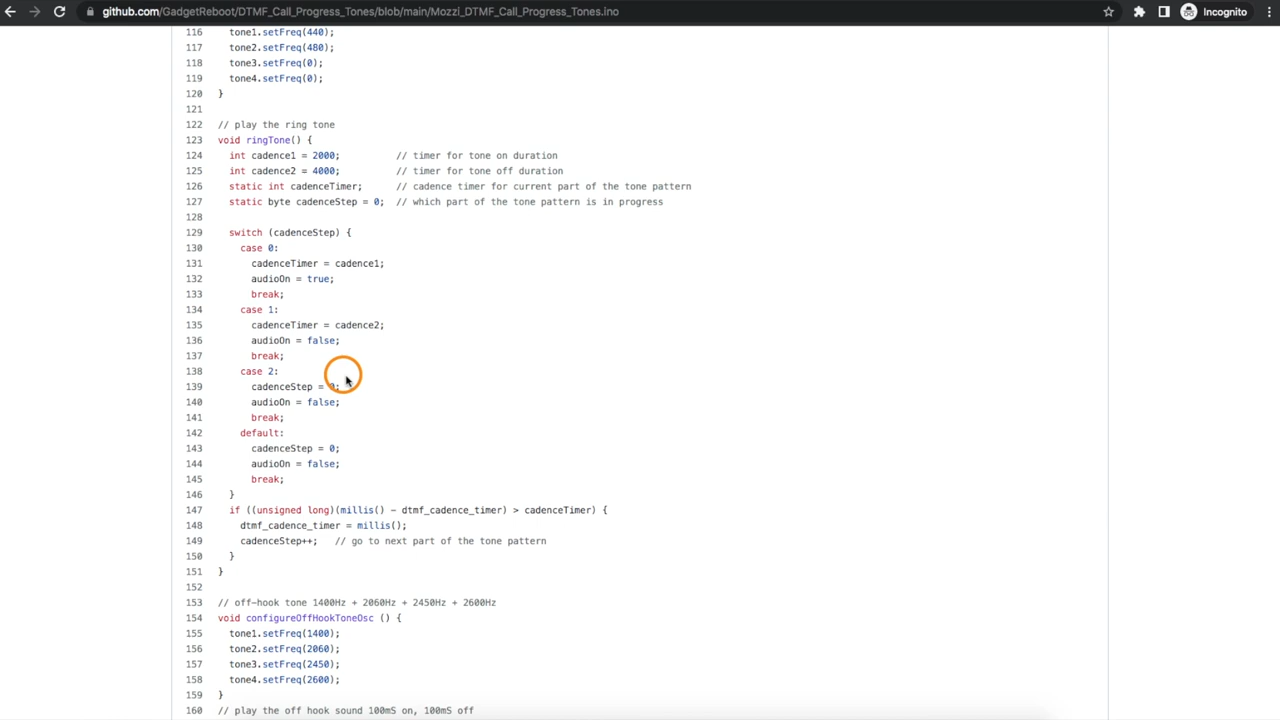 github.com/GadgetReboot/DTMF_Call_Progress_Tones/blob/main/Mozzi_DTMF_Call_Progress_Tones.ino Incognito
116 tone1.setFreq(440);
117 tone2.setFreq(480);
118 tone3.setFreq(0);
119 tone4.setFreq(0);
120 }
121
122 // play the ring tone
123 void ringTone() {
124 int cadence1 = 2000; // timer for tone on duration
125 int cadence2 = 4000; // timer for tone off duration
126 static int cadenceTimer; // cadence timer for current part of the tone pattern
127 static byte cadenceStep = 0; // which part of the tone pattern is in progress
128
129 switch (cadenceStep) {
130 case 0:
131 cadenceTimer = cadence1;
132 audioOn = true;
133 break;
134 case 1:
135 cadenceTimer = cadence2;
136 audioOn = false;
137 break;
138 case 2:
139 cadenceStep = 0;
140 audioOn = false;
141 break;
142 default:
143 cadenceStep = 0;
144 audioOn = false;
145 break;
146 }
147 if ((unsigned long)(millis() - dtmf_cadence_timer) > cadenceTimer) {
148 dtmf_cadence_timer = millis();
149 cadenceStep++; // go to next part of the tone pattern
150 }
151 }
152
153 // off-hook tone 1400Hz + 2060Hz + 2450Hz + 2600Hz
154 void configureOffHookToneOsc () {
155 tone1.setFreq(1400);
156 tone2.setFreq(2060);
157 tone3.setFreq(2450);
158 tone4.setFreq(2600);
159 }
160 // play the off hook sound 100mS on, 100mS off